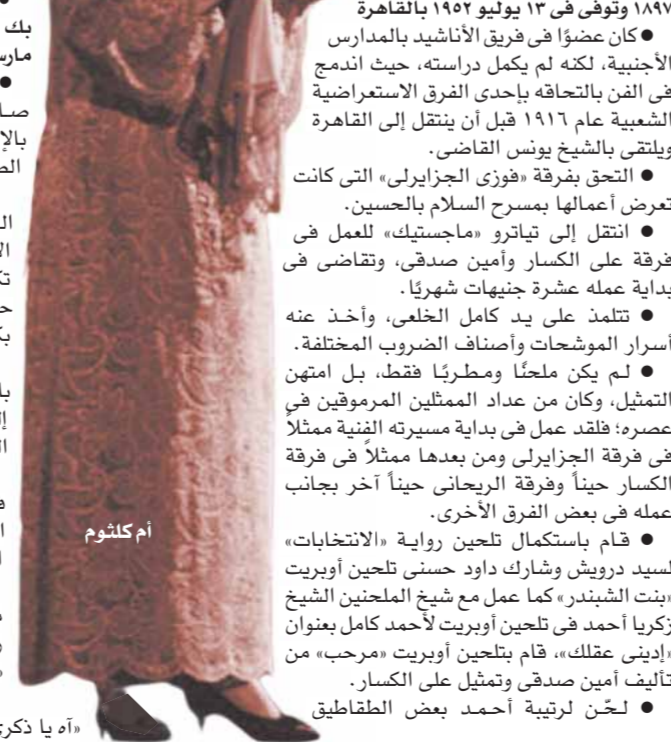 ١٨٩٧ وتوفى فى ١٣ يوليو ١٩٥٢ بالقاهرة
● كان عضوًا فى فريق الأناشيد بالمدارس
الأجنبية، لكنه لم يكمل دراسته، حيث اندمج
فى الفن بالتحاقه بإحدى الفرق الاستعراضية
الشعبية عام ١٩١٦ قبل أن ينتقل إلى القاهرة
ويلتقى بالشيخ يونس القاضى.
● التحق بفرقة «فوزى الجزايرلى» التى كانت
تعرض أعمالها بمسرح السلام بالحسين.
● انتقل إلى تياترو «ماجستيك» للعمل فى
فرقة على الكسار وأمين صدقى، وتقاضى فى
بداية عمله عشرة جنيهات شهريًا.
● تتلمذ على يد كامل الخلعى، وأخذ عنه
أسرار الموشحات وأصناف الضروب المختلفة.
● لم يكن ملحنًا ومطربًا فقط، بل امتهن
التمثيل، وكان من عداد الممثلين المرموقين فى
عصره؛ فلقد عمل فى بداية مسيرته الفنية ممثلاً
فى فرقة الجزايرلى ومن بعدها ممثلاً فى فرقة
الكسار حيناً وفرقة الريحانى حيناً آخر بجانب
عمله فى بعض الفرق الأخرى.
● قام باستكمال تلحين رواية «الانتخابات»
لسيد درويش وشارك داود حسنى تلحين أوبريت
«بنت الشبندر» كما عمل مع شيخ الملحنين الشيخ
زكريا أحمد فى تلحين أوبريت لأحمد كامل بعنوان
«إدينى عقلك»، قام بتلحين أوبريت «مرحب» من
تأليف أمين صدقى وتمثيل على الكسار.
● لحّن لرتيبة أحمد بعض الطقاطيق
أم كلثوم
بك
«آه يا ذكرى